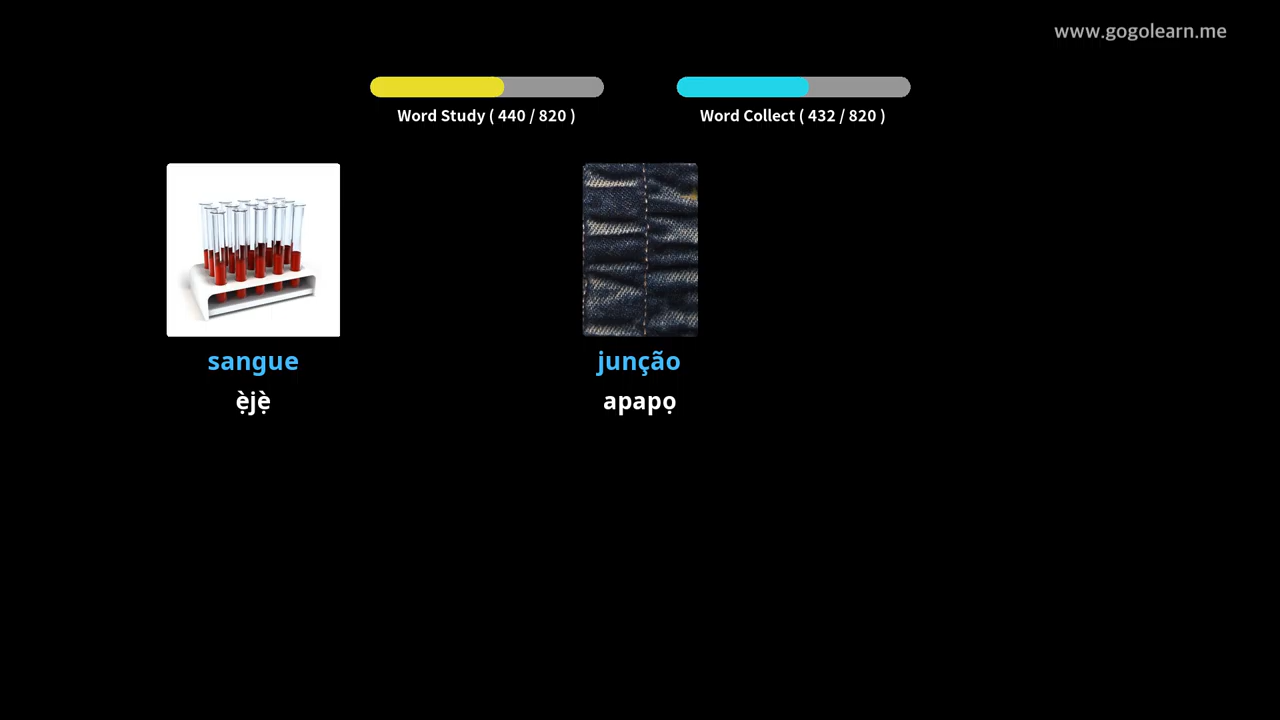 www.gogolearn.me
Word Study ( 440 / 820 )
Word Collect ( 432 / 820 )
sangue
ẹ̀jẹ̀
junção
apapọ